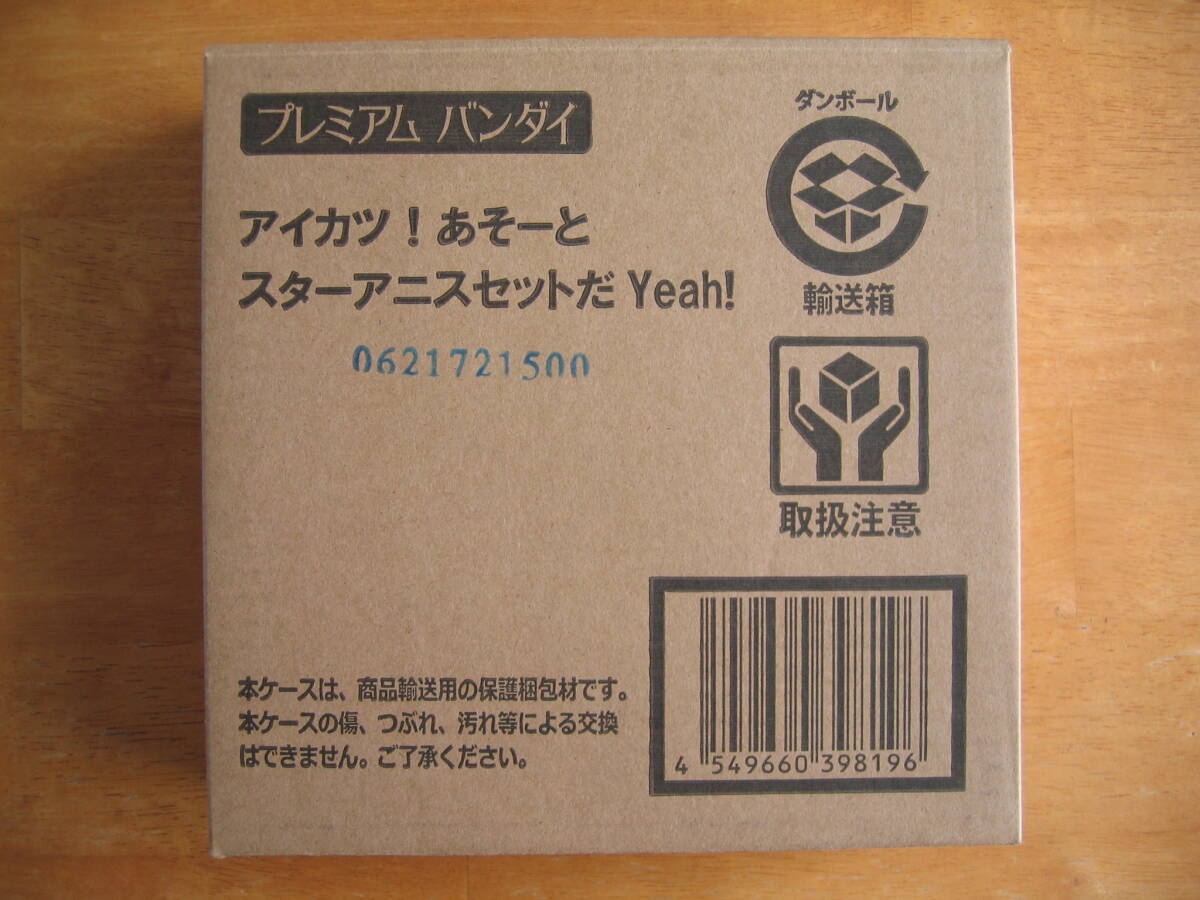 プレミアム バンダイ
アイカツ！あそーと
スターアニスセットだ Yeah!
0621721500
ダンボール
輸送箱
取扱注意
本ケースは、商品輸送用の保護梱包材です。
本ケースの傷、つぶれ、汚れ等による交換
はできません。ご了承ください。
4 549660 398196